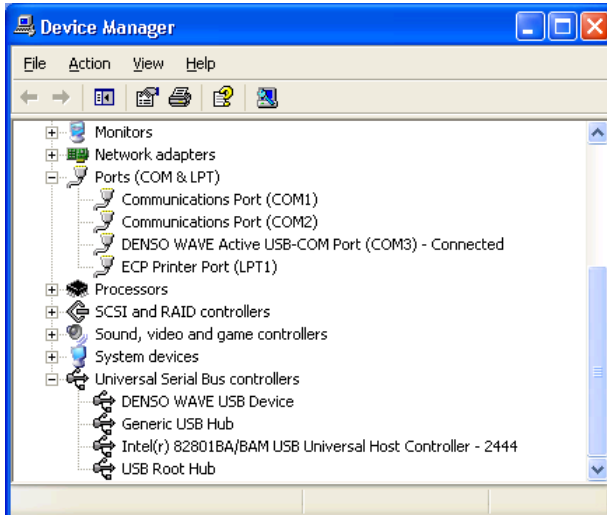 Device Manager
File Action View Help
Monitors
Network adapters
Ports (COM & LPT)
Communications Port (COM1)
Communications Port (COM2)
DENSO WAVE Active USB-COM Port (COM3) - Connected
ECP Printer Port (LPT1)
Processors
SCSI and RAID controllers
Sound, video and game controllers
System devices
Universal Serial Bus controllers
DENSO WAVE USB Device
Generic USB Hub
Intel(r) 82801BA/BAM USB Universal Host Controller - 2444
USB Root Hub